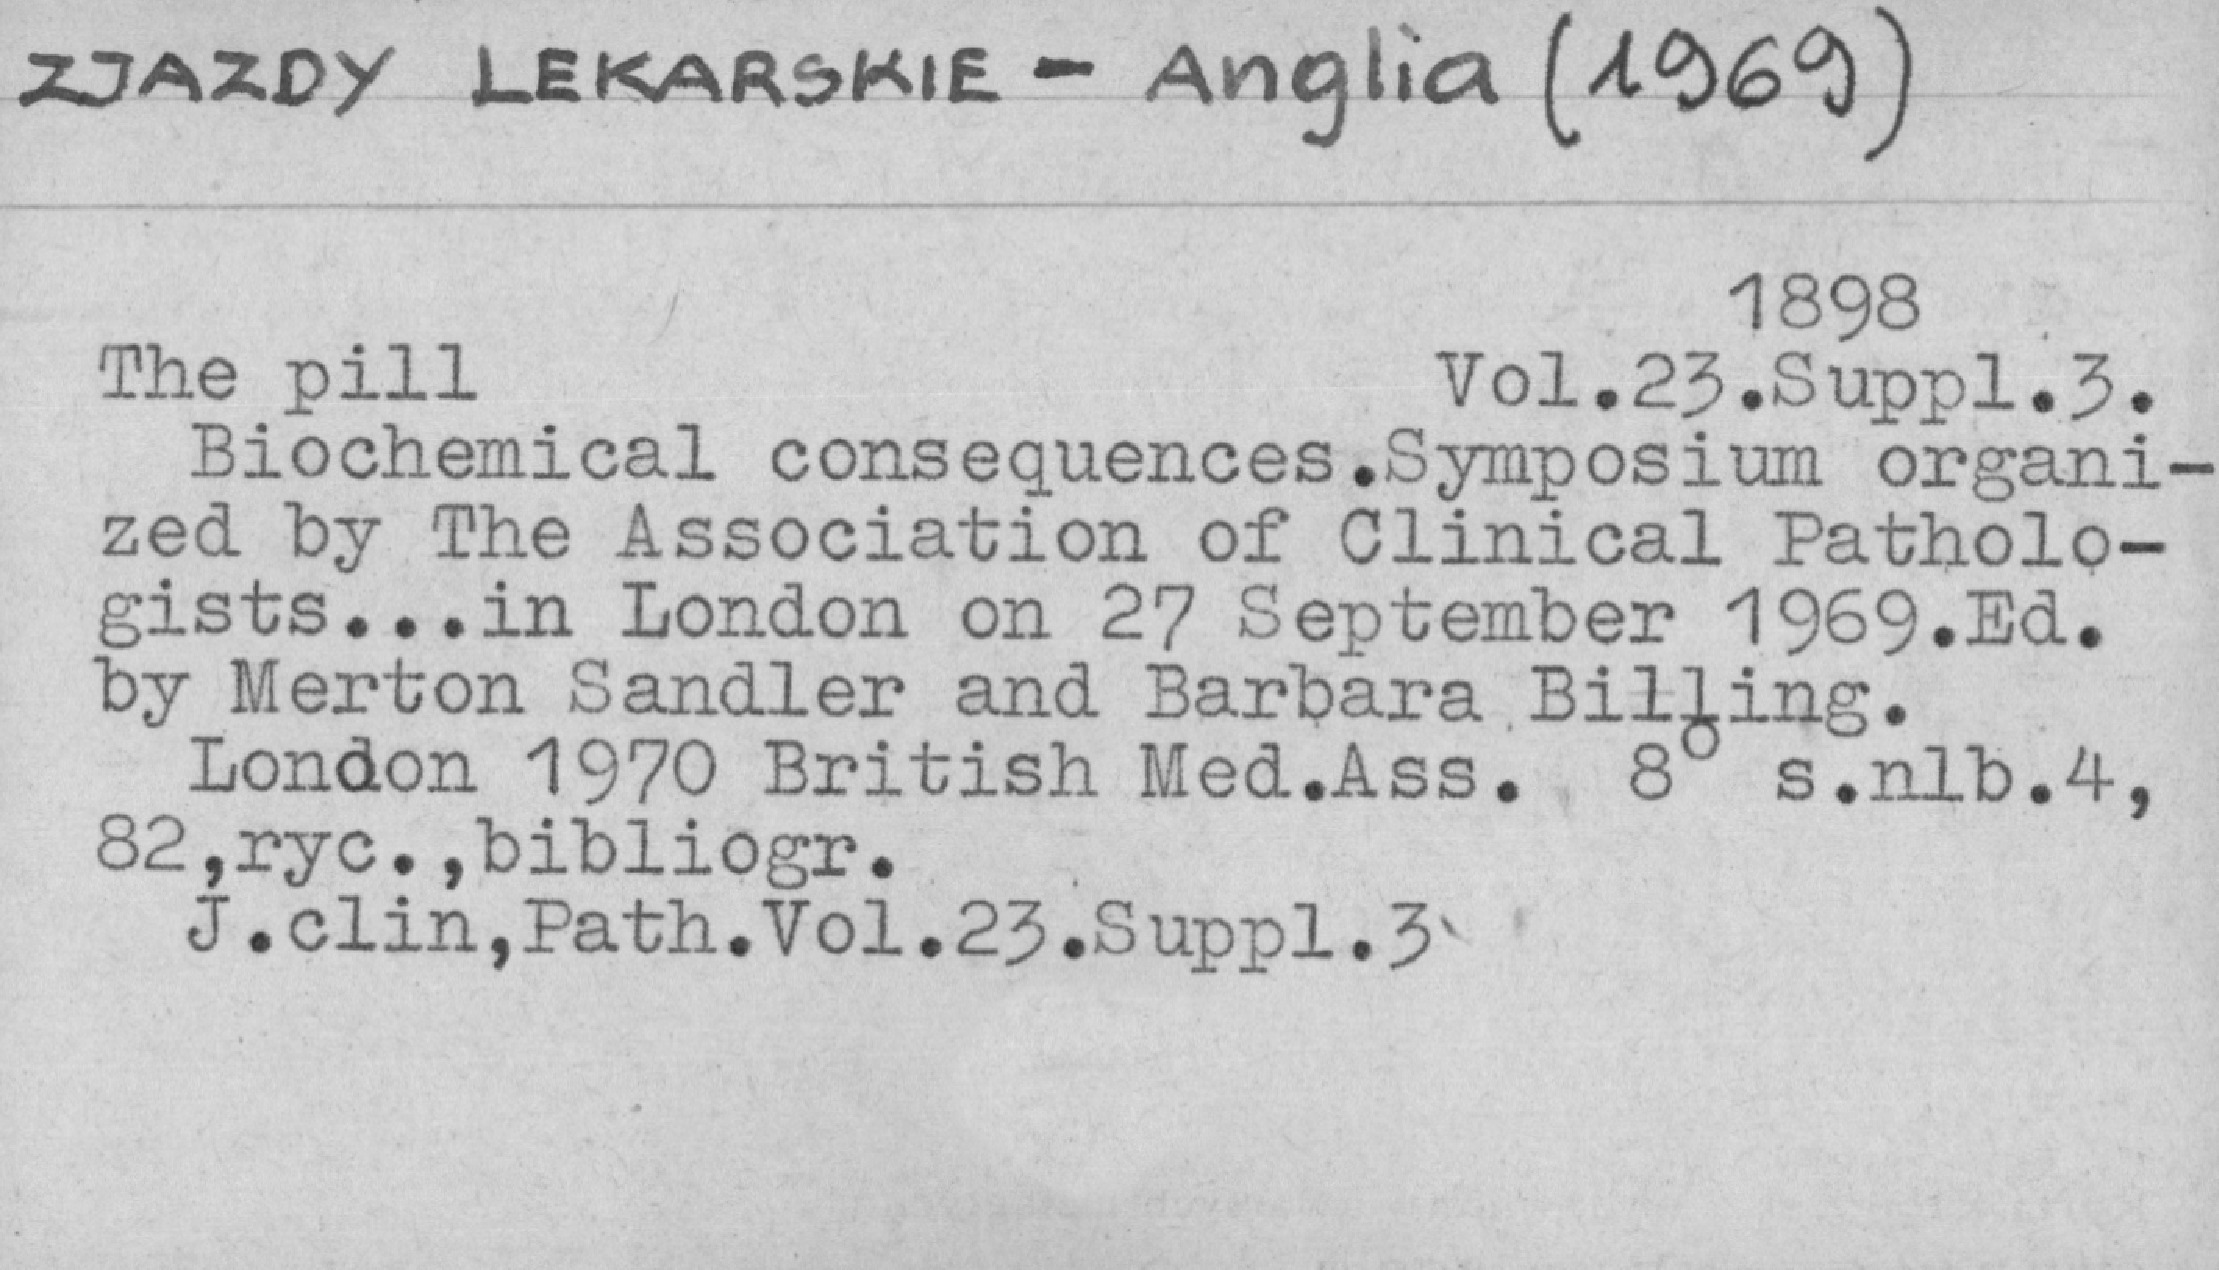 ZJAZDY LEKARSKIE - Anglia (1969)
1898
The pill Vol.23.Suppl.3.
Biochemical consequences.Symposium organi-
zed by The Association of Clinical Patholo-
gists...in London on 27 September 1969.Ed.
by Merton Sandler and Barbara Billing.
London 1970 British Med.Ass. 8° s.nlb.4,
82,ryc.,bibliogr.
J.clin,Path.Vol.23.Suppl.3